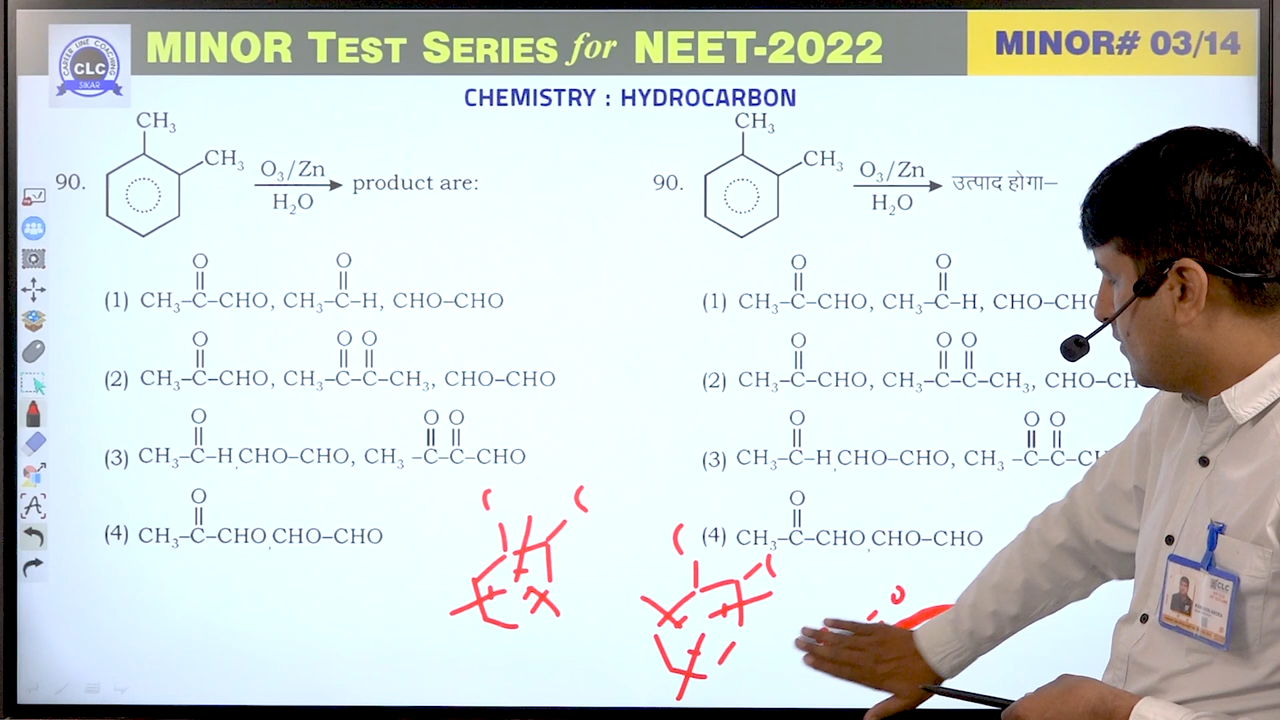 CAREER LINE COACHING
CLC
SIKAR
MINOR TEST SERIES for NEET-2022
MINOR# 03/14
CHEMISTRY : HYDROCARBON
90.
CH₃
CH₃
O₃/Zn
H₂O
product are:
(1) CH₃–C–CHO, CH₃–C–H, CHO–CHO
O O
(2) CH₃–C–CHO, CH₃–C–C–CH₃, CHO–CHO
O O O
(3) CH₃–C–H, CHO–CHO, CH₃ –C–C–CHO
O O O
(4) CH₃–C–CHO, CHO–CHO
O
90.
CH₃
CH₃
O₃/Zn
H₂O
उत्पाद होगा–
(1) CH₃–C–CHO, CH₃–C–H, CHO–CHO
O O
(2) CH₃–C–CHO, CH₃–C–C–CH₃, CHO–CH
O O O
(3) CH₃–C–H, CHO–CHO, CH₃ –C–C–C
O O O
(4) CH₃–C–CHO, CHO–CHO
O
CLC